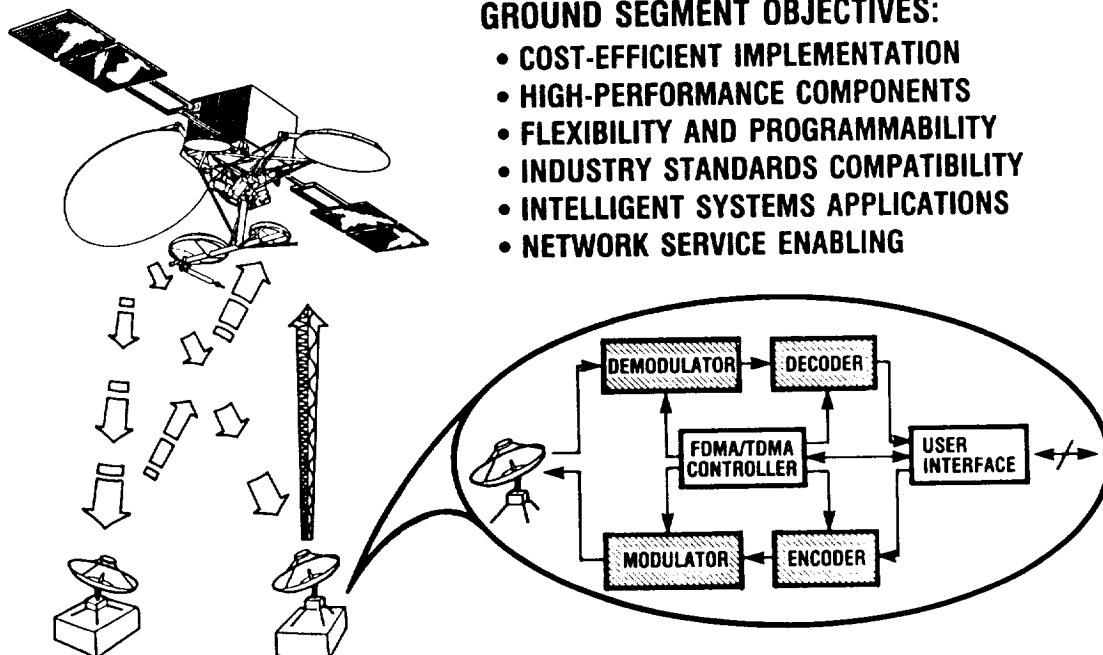 GROUND SEGMENT OBJECTIVES:
• COST-EFFICIENT IMPLEMENTATION
• HIGH-PERFORMANCE COMPONENTS
• FLEXIBILITY AND PROGRAMMABILITY
• INDUSTRY STANDARDS COMPATIBILITY
• INTELLIGENT SYSTEMS APPLICATIONS
• NETWORK SERVICE ENABLING
DEMODULATOR
DECODER
FDMA/TDMA
CONTROLLER
USER
INTERFACE
MODULATOR
ENCODER